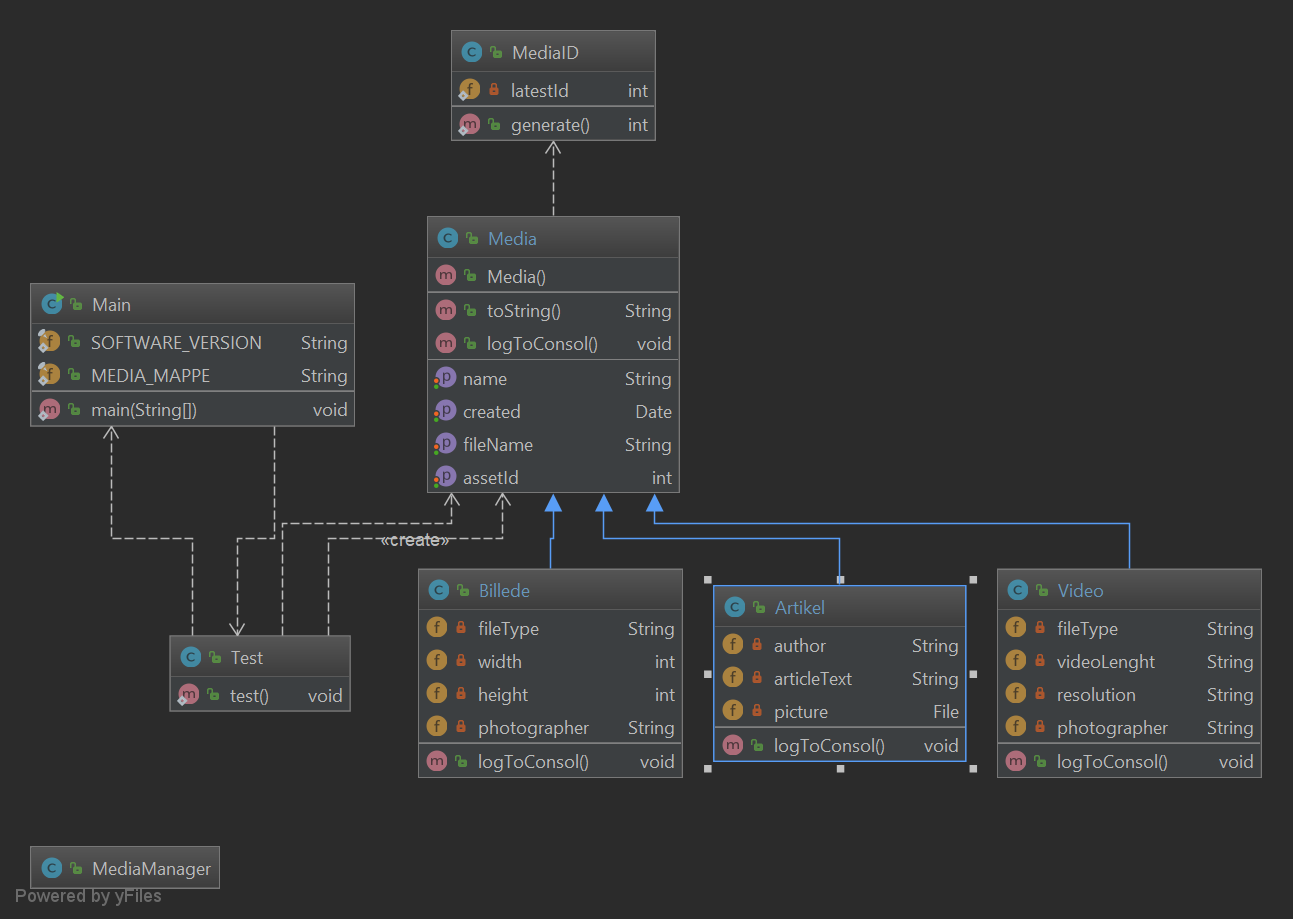 MediaID
latestId int
generate() int
Media
Media()
toString() String
logToConsol() void
name String
created Date
fileName String
assetId int
Main
SOFTWARE_VERSION String
MEDIA_MAPPE String
main(String[]) void
«create»
Test
test() void
Billede
fileType String
width int
height int
photographer String
logToConsol() void
Artikel
author String
articleText String
picture File
logToConsol() void
Video
fileType String
videoLenght String
resolution String
photographer String
logToConsol() void
MediaManager
Powered by yFiles